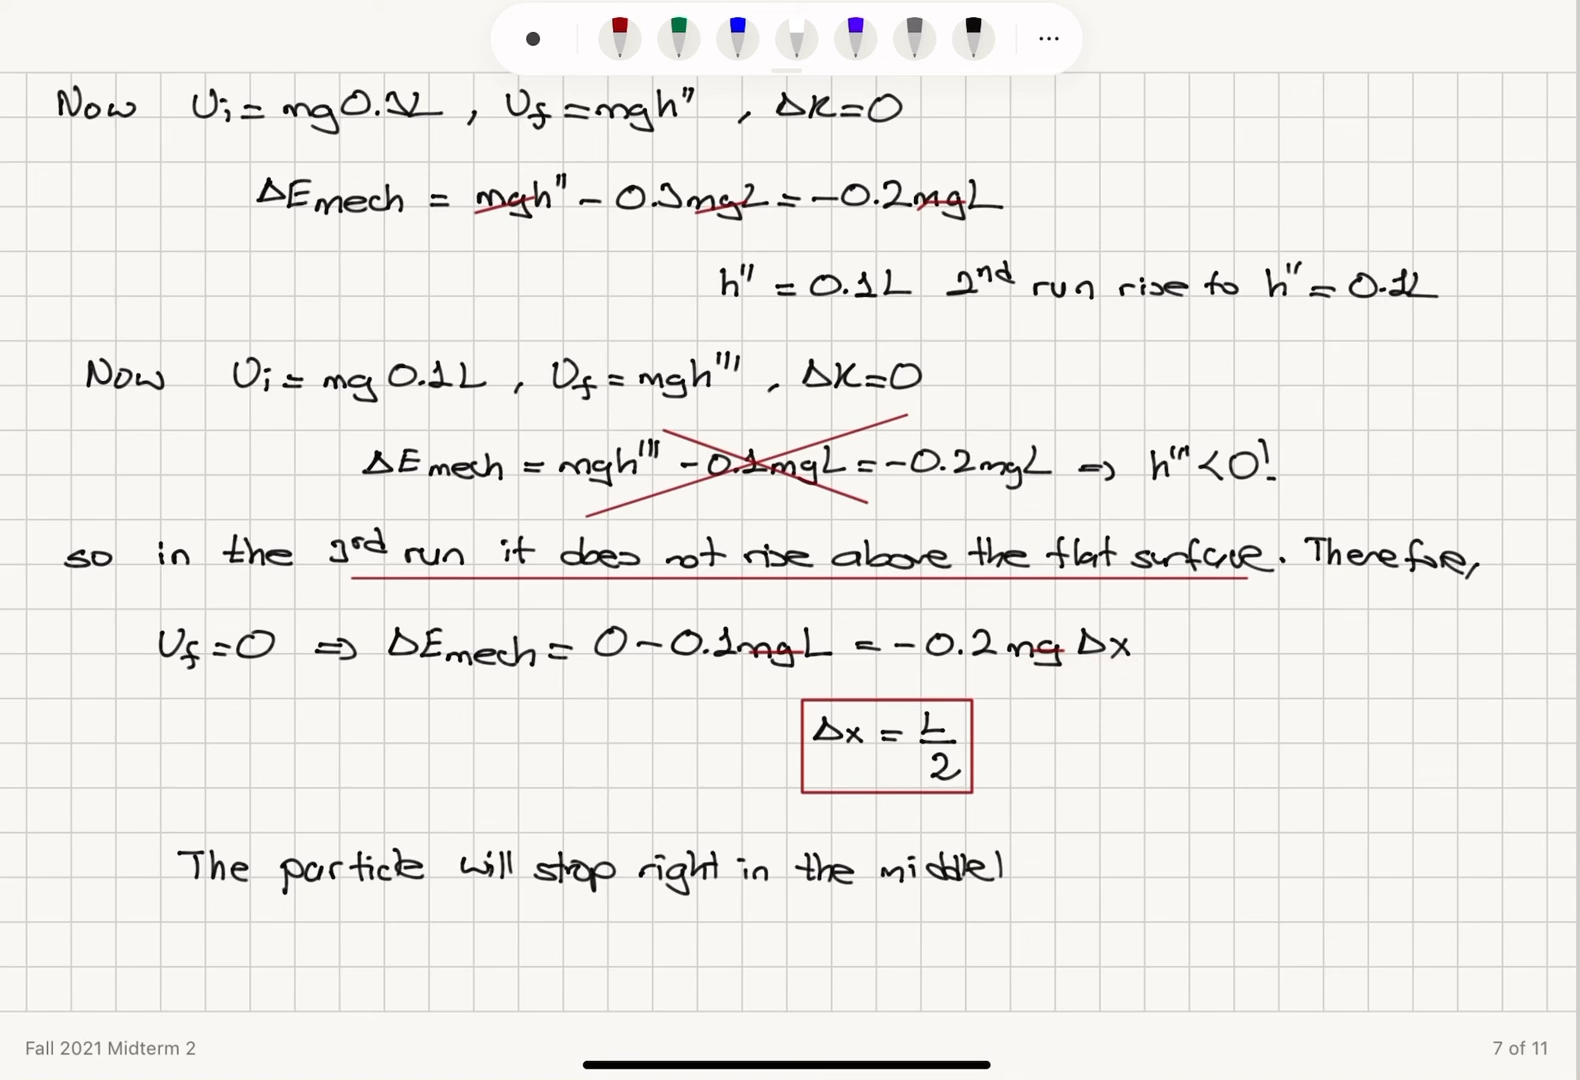 Now Ui = mg0.3L , Uf = mgh" , ΔK=0
ΔEmech = mgh" - 0.3mgL = -0.2mgL
h" = 0.1L 2nd run rise to h" = 0.1L
Now Ui = mg 0.1L , Uf = mgh''' , ΔK=0
ΔEmech = mgh''' - 0.1mgL = -0.2mgL => h''' < 0!
so in the 3rd run it does not rise above the flat surface. Therefore,
Uf = 0 => ΔEmech = 0 - 0.1mgL = -0.2mg Δx
Δx = L/2
The particle will stop right in the middle!
Fall 2021 Midterm 2
7 of 11